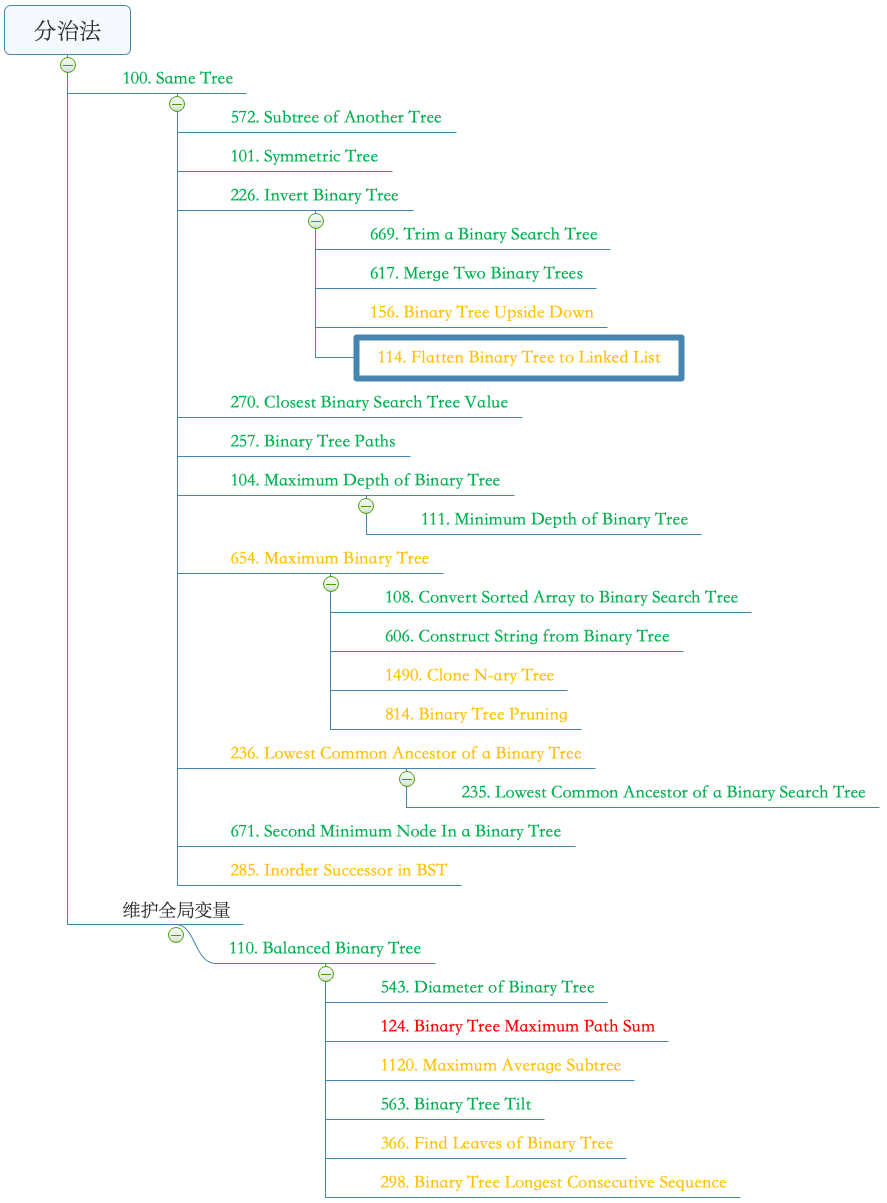 分治法
100. Same Tree
572. Subtree of Another Tree
101. Symmetric Tree
226. Invert Binary Tree
669. Trim a Binary Search Tree
617. Merge Two Binary Trees
156. Binary Tree Upside Down
114. Flatten Binary Tree to Linked List
270. Closest Binary Search Tree Value
257. Binary Tree Paths
104. Maximum Depth of Binary Tree
111. Minimum Depth of Binary Tree
654. Maximum Binary Tree
108. Convert Sorted Array to Binary Search Tree
606. Construct String from Binary Tree
1490. Clone N-ary Tree
814. Binary Tree Pruning
236. Lowest Common Ancestor of a Binary Tree
235. Lowest Common Ancestor of a Binary Search Tree
671. Second Minimum Node In a Binary Tree
285. Inorder Successor in BST
维护全局变量
110. Balanced Binary Tree
543. Diameter of Binary Tree
124. Binary Tree Maximum Path Sum
1120. Maximum Average Subtree
563. Binary Tree Tilt
366. Find Leaves of Binary Tree
298. Binary Tree Longest Consecutive Sequence